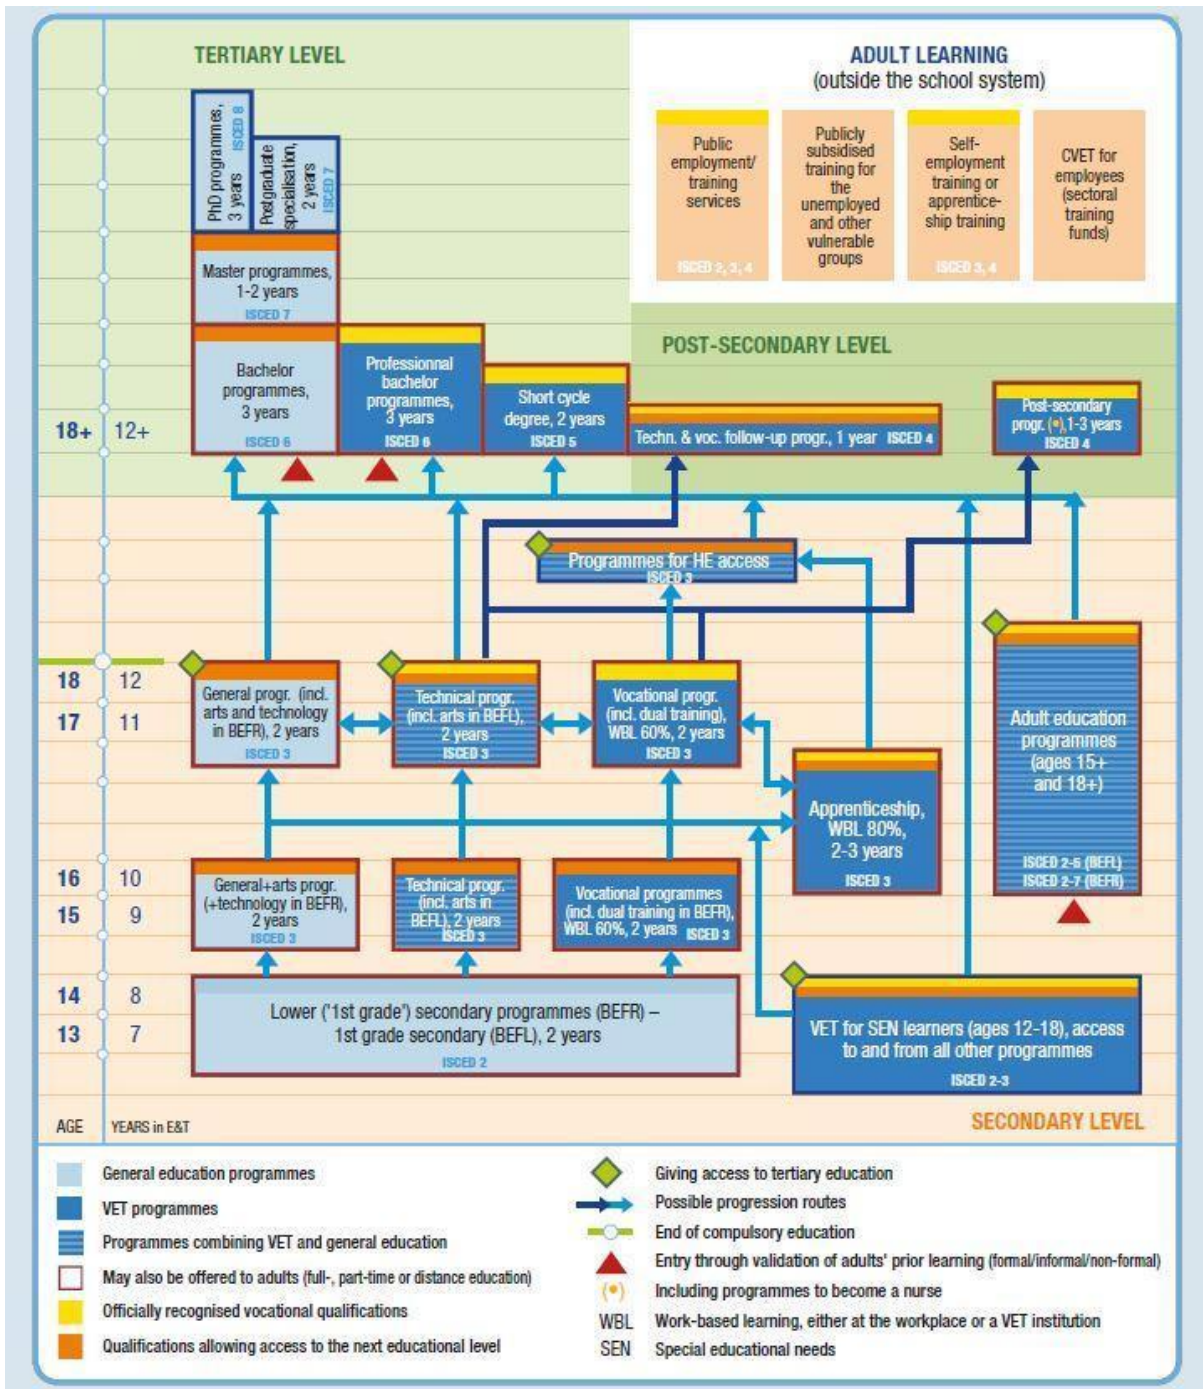 TERTIARY LEVEL
ADULT LEARNING
(outside the school system)
PhD programmes,
3 years
ISCED 8
Postgraduate
specialisation,
2 years
ISCED 7
Public
employment/
training
services
ISCED 2, 3, 4
Publicly
subsidised
training for
the
unemployed
and other
vulnerable
groups
Self-
employment
training or
apprentice-
ship training
ISCED 3, 4
CVET for
employees
(sectoral
training
funds)
Master programmes,
1-2 years
ISCED 7
POST-SECONDARY LEVEL
Bachelor
programmes,
3 years
ISCED 6
Professionnal
bachelor
programmes,
3 years
ISCED 6
Short cycle
degree, 2 years
ISCED 5
Techn. & voc. follow-up progr., 1 year ISCED 4
Post-secondary
progr. (•),1-3 years
ISCED 4
18+ 12+
Programmes for HE access
ISCED 3
18 12
17 11
General progr. (incl.
arts and technology
in BEFR), 2 years
ISCED 3
Technical progr.
(incl. arts in BEFL),
2 years
ISCED 3
Vocational progr.
(incl. dual training),
WBL 60%, 2 years
ISCED 3
Adult education
programmes
(ages 15+
and 18+)
ISCED 2-5 (BEFL)
ISCED 2-7 (BEFR)
Apprenticeship,
WBL 80%,
2-3 years
ISCED 3
16 10
15 9
General+arts progr.
(+technology in BEFR),
2 years
ISCED 3
Technical progr.
(incl. arts in
BEFL), 2 years
ISCED 3
Vocational programmes
(incl. dual training in BEFR),
WBL 60%, 2 years ISCED 3
14 8
13 7
Lower ('1st grade') secondary programmes (BEFR) –
1st grade secondary (BEFL), 2 years
ISCED 2
VET for SEN learners (ages 12-18), access
to and from all other programmes
ISCED 2-3
AGE YEARS in E&T
SECONDARY LEVEL
General education programmes
VET programmes
Programmes combining VET and general education
May also be offered to adults (full-, part-time or distance education)
Officially recognised vocational qualifications
Qualifications allowing access to the next educational level
Giving access to tertiary education
Possible progression routes
End of compulsory education
Entry through validation of adults' prior learning (formal/informal/non-formal)
(•) Including programmes to become a nurse
WBL Work-based learning, either at the workplace or a VET institution
SEN Special educational needs